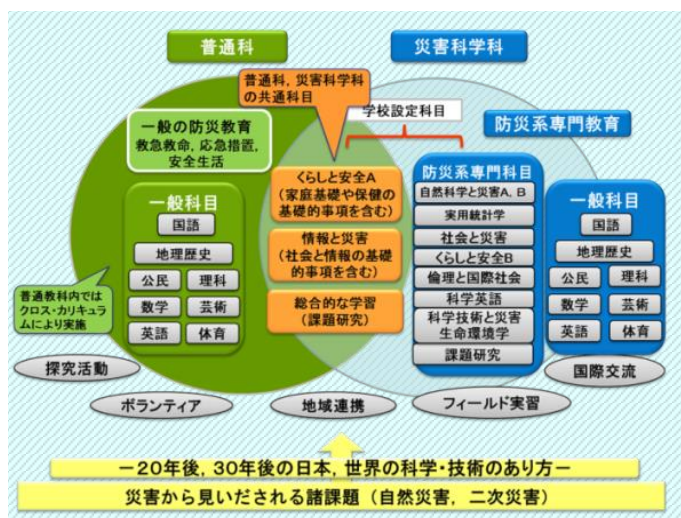 普通科
災害科学科
普通科，災害科学科
の共通科目
学校設定科目
一般の防災教育
救急救命，応急措置，
安全生活
防災系専門教育
一般科目
国語
地理歴史
公民
理科
数学
芸術
英語
体育
普通教科内では
クロス・カリキュラ
ムにより実施
くらしと安全A
（家庭基礎や保健の
基礎的事項を含む）
情報と災害
（社会と情報の基礎
的事項を含む）
総合的な学習
（課題研究）
防災系専門科目
自然科学と災害A，B
実用統計学
社会と災害
くらしと安全B
倫理と国際社会
科学英語
科学技術と災害
生命環境学
課題研究
一般科目
国語
地理歴史
公民
理科
数学
芸術
英語
体育
探究活動
ボランティア
地域連携
フィールド実習
国際交流
－20年後，30年後の日本，世界の科学・技術のあり方－
災害から見いだされる諸課題（自然災害，二次災害）